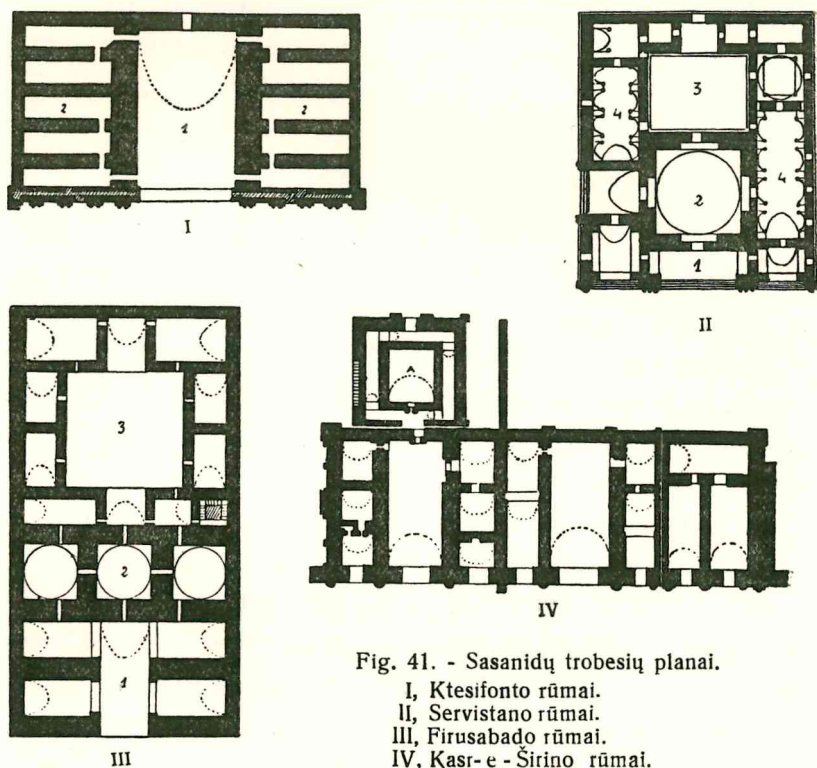 1
2
2
I
3
4
4
2
1
II
3
2
1
III
A
IV
Fig. 41. - Sasanidų trobesių planai.
I, Ktesifonto rūmai.
II, Servistano rūmai.
III, Firusabado rūmai.
IV, Kasr-e-Širino rūmai.